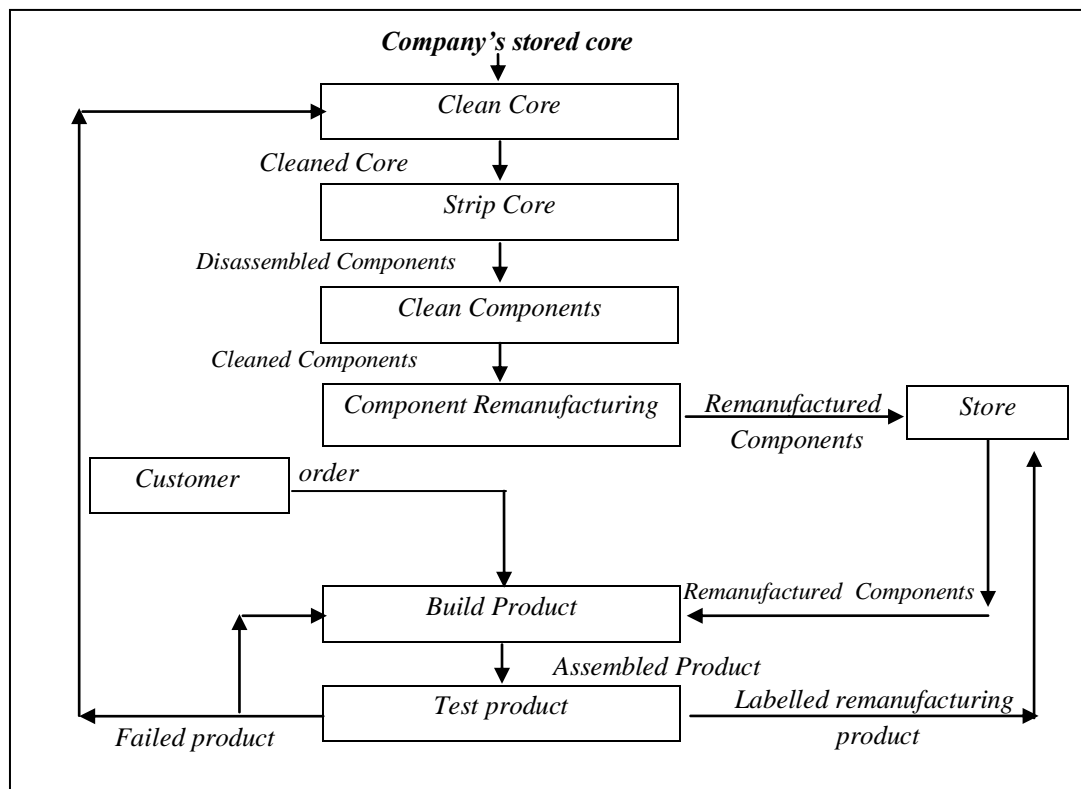 Company’s stored core
Clean Core
Cleaned Core
Strip Core
Disassembled Components
Clean Components
Cleaned Components
Component Remanufacturing
Remanufactured
Components
Store
Customer
order
Build Product
Remanufactured Components
Assembled Product
Test product
Failed product
Labelled remanufacturing
product